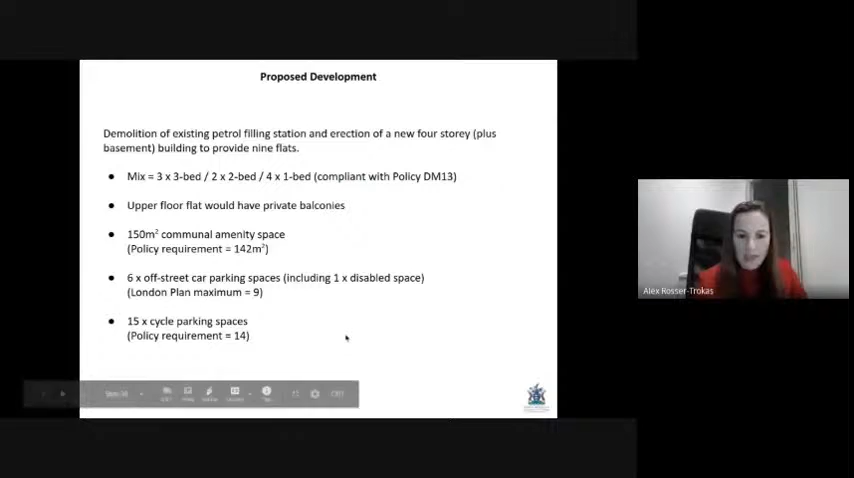 Proposed Development
Demolition of existing petrol filling station and erection of a new four storey (plus
basement) building to provide nine flats.
● Mix = 3 x 3-bed / 2 x 2-bed / 4 x 1-bed (compliant with Policy DM13)
● Upper floor flat would have private balconies
● 150m² communal amenity space
(Policy requirement = 142m²)
● 6 x off-street car parking spaces (including 1 x disabled space)
(London Plan maximum = 9)
● 15 x cycle parking spaces
(Policy requirement = 14)
Alex Rosser-Trokas